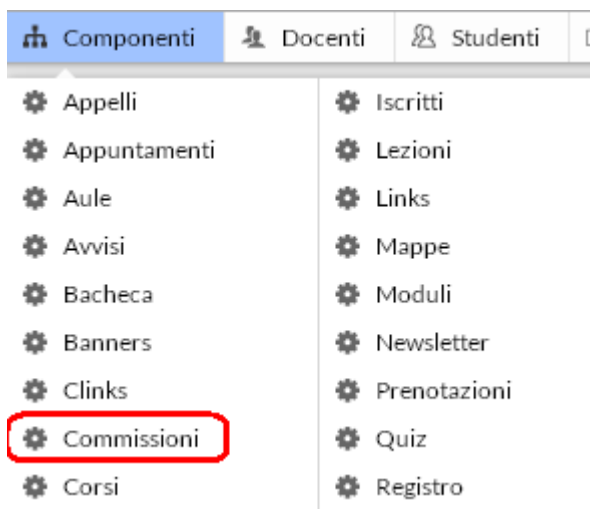 Componenti
Docenti
Studenti
Appelli
Appuntamenti
Aule
Avvisi
Bacheca
Banners
Clinks
Commissioni
Corsi
Iscritti
Lezioni
Links
Mappe
Moduli
Newsletter
Prenotazioni
Quiz
Registro